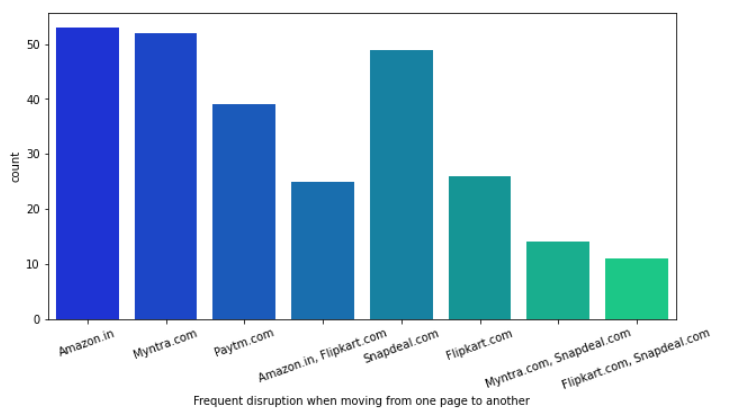 50
40
30
20
10
0
count
Amazon.in
Myntra.com
Paytm.com
Amazon.in, Flipkart.com
Snapdeal.com
Flipkart.com
Myntra.com, Snapdeal.com
Flipkart.com, Snapdeal.com
Frequent disruption when moving from one page to another